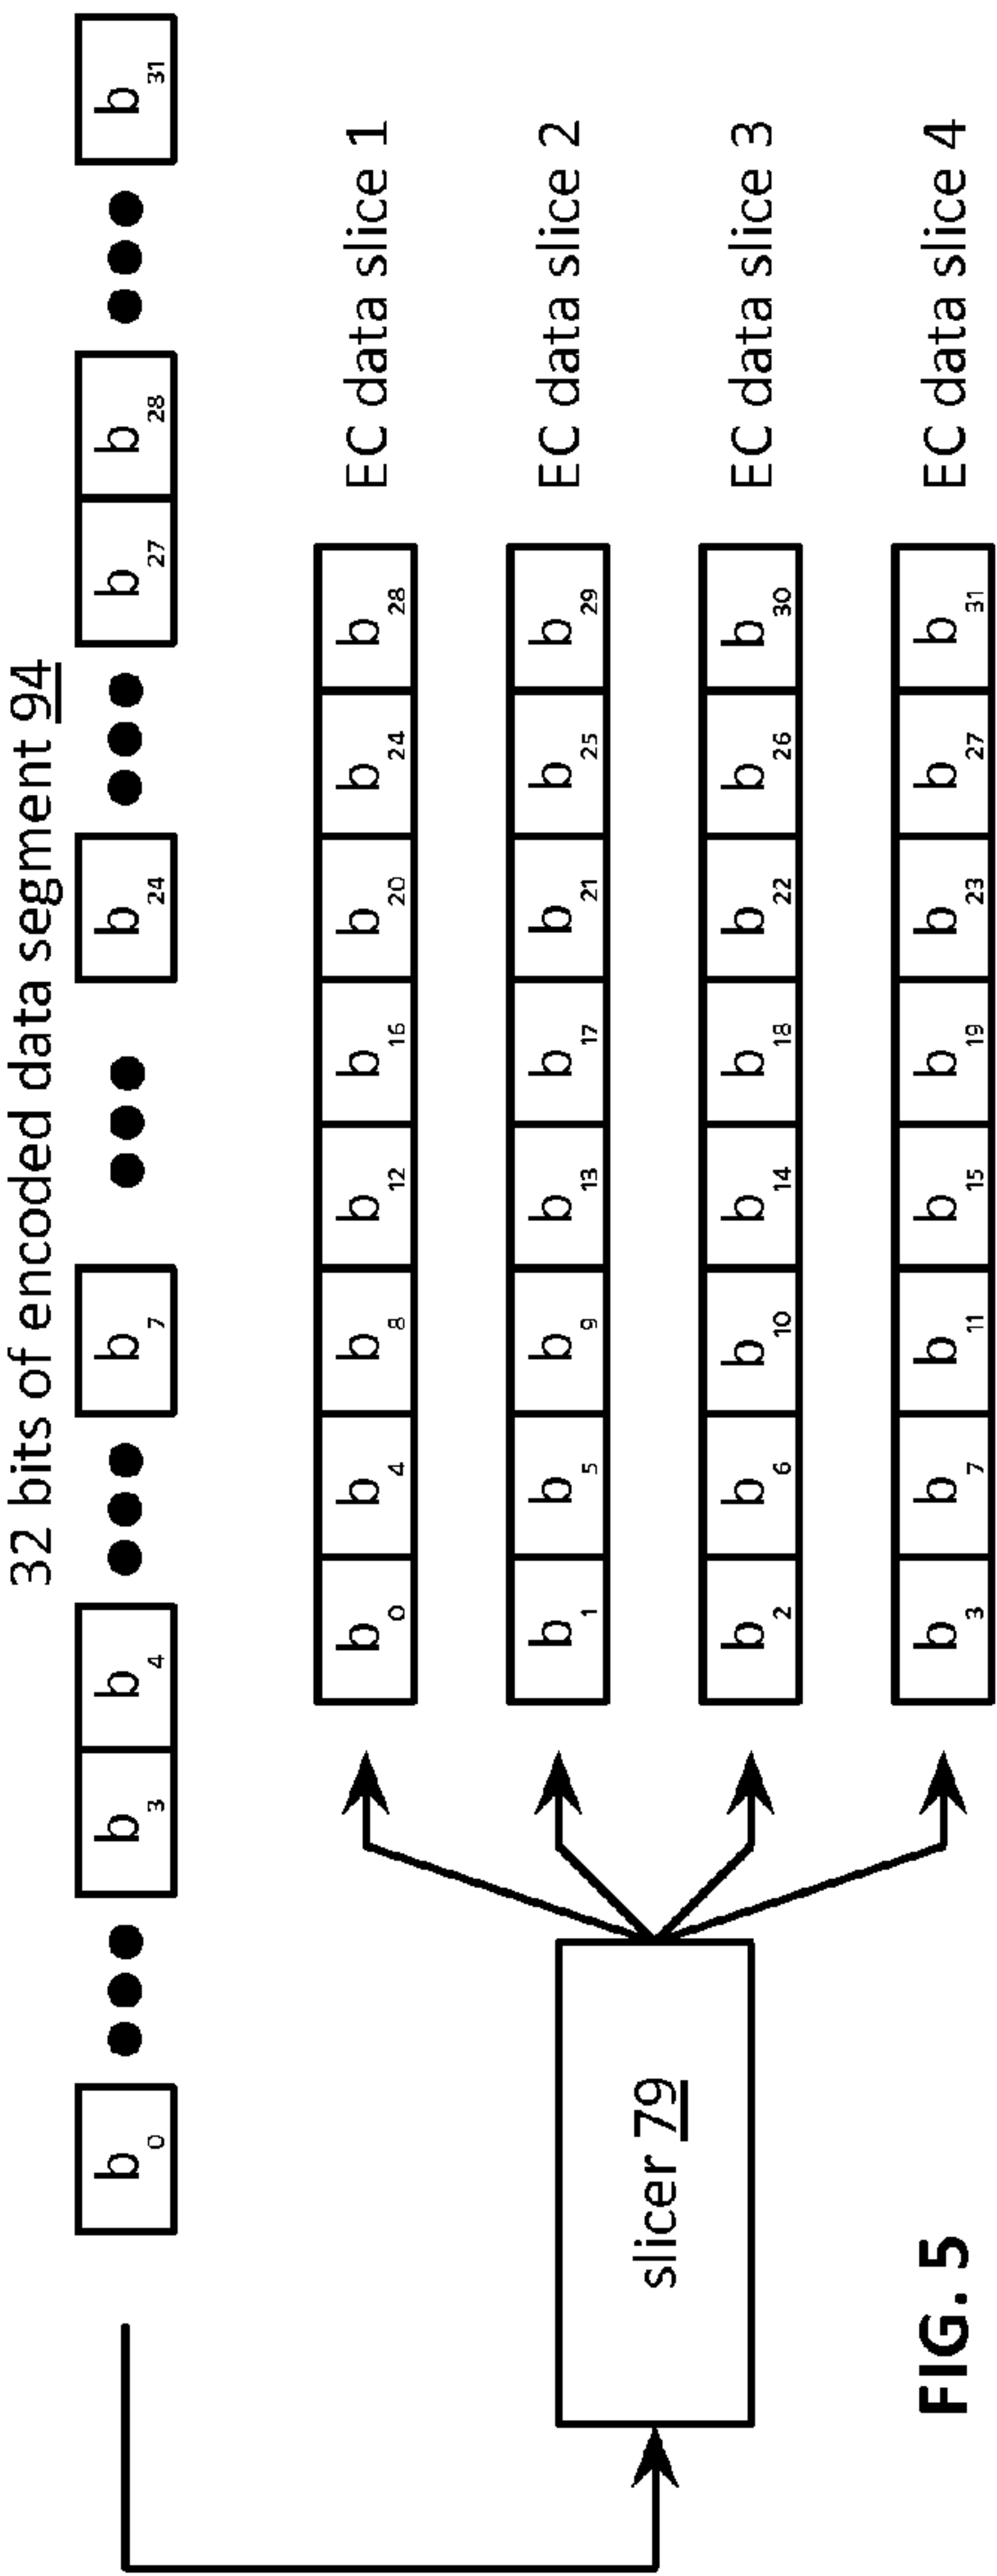 32 bits of encoded data segment 94
b0 ●●● b3 b4 ●●● b7 ●●● b24 ●●● b27 b28 ●●● b31
b0 b4 b8 b12 b16 b20 b24 b28 EC data slice 1
b1 b5 b9 b13 b17 b21 b25 b29 EC data slice 2
slicer 79
b2 b6 b10 b14 b18 b22 b26 b30 EC data slice 3
b3 b7 b11 b15 b19 b23 b27 b31 EC data slice 4
FIG. 5